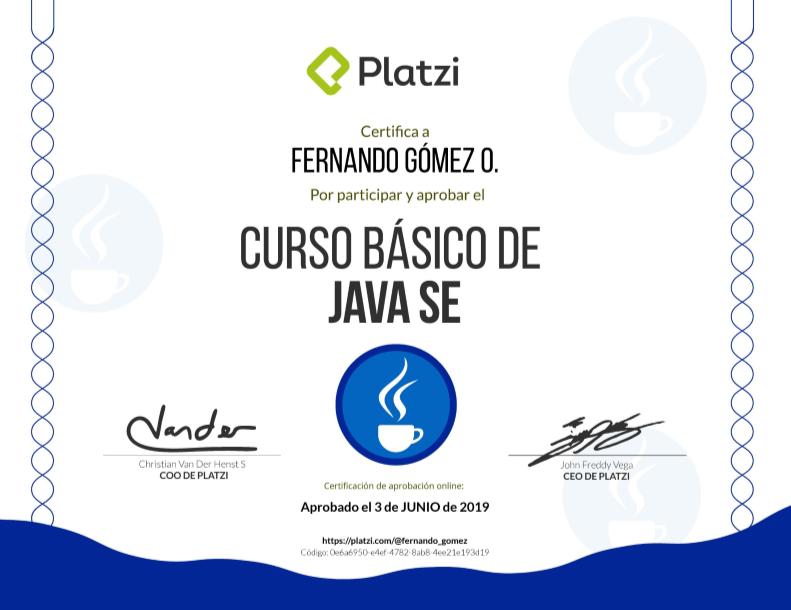 Platzi
Certifica a
FERNANDO GÓMEZ O.
Por participar y aprobar el
CURSO BÁSICO DE
JAVA SE
Vander
Christian Van Der Henst S
COO DE PLATZI
John Freddy Vega
CEO DE PLATZI
Certificación de aprobación online:
Aprobado el 3 de JUNIO de 2019
https://platzi.com/@fernando_gomez
Código: 0e6a6950-e4ef-4782-8ab8-4ee21e193d19